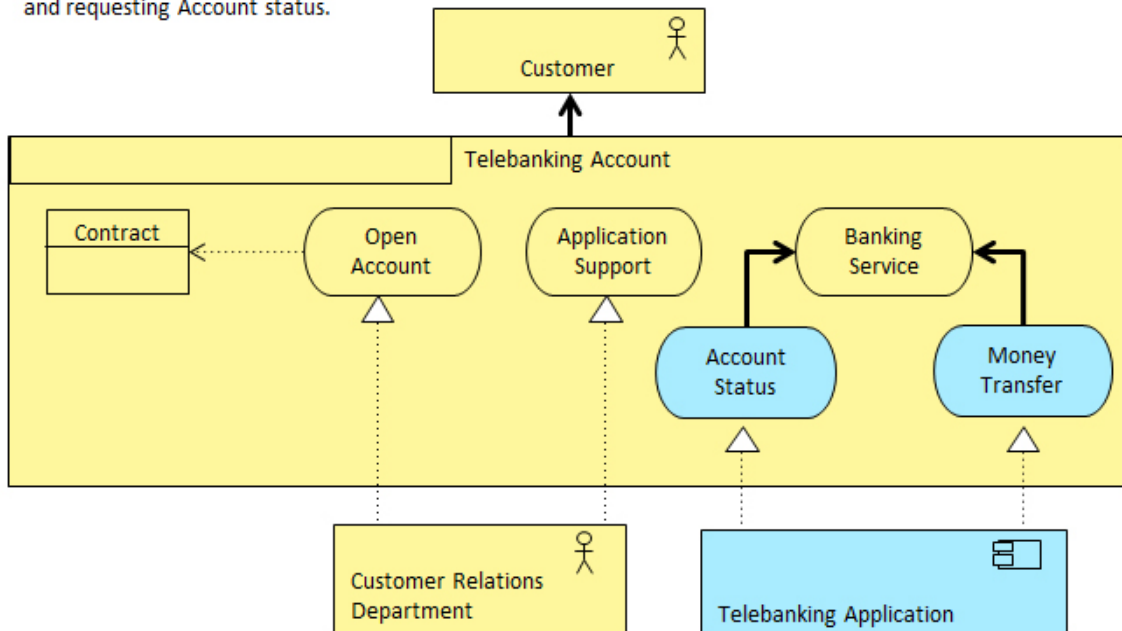 and requesting Account status.
Customer
Telebanking Account
Contract
Open
Account
Application
Support
Banking
Service
Account
Status
Money
Transfer
Customer Relations
Department
Telebanking Application